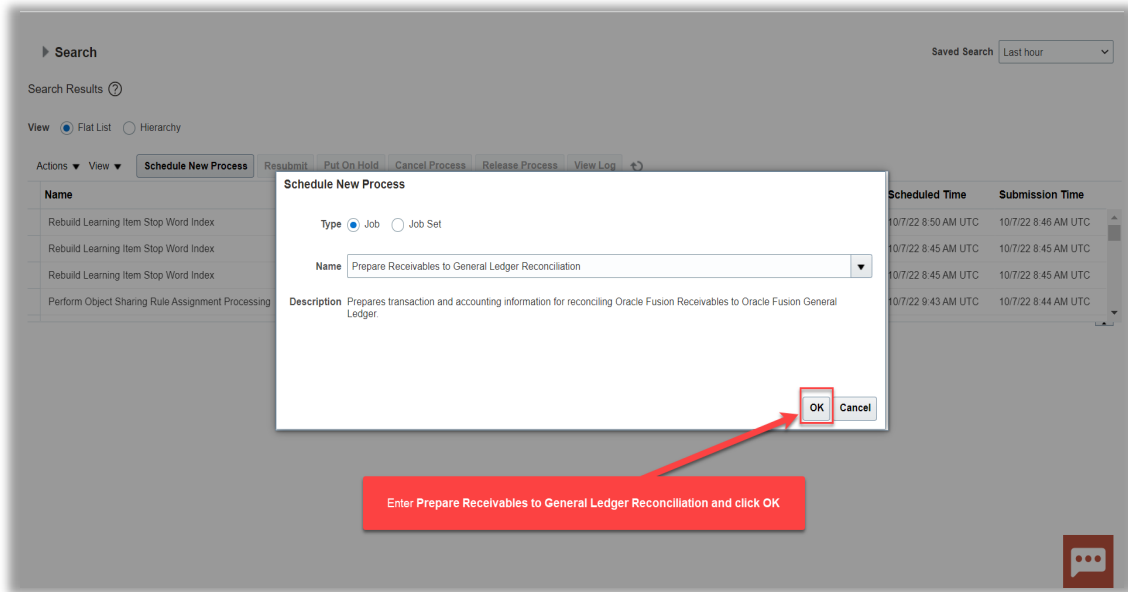 Search
Saved Search Last hour
Search Results ?
View Flat List Hierarchy
Actions View Schedule New Process Resubmit Put On Hold Cancel Process Release Process View Log
Name Scheduled Time Submission Time
Rebuild Learning Item Stop Word Index 10/7/22 8:50 AM UTC 10/7/22 8:46 AM UTC
Rebuild Learning Item Stop Word Index 10/7/22 8:45 AM UTC 10/7/22 8:45 AM UTC
Rebuild Learning Item Stop Word Index 10/7/22 8:45 AM UTC 10/7/22 8:45 AM UTC
Perform Object Sharing Rule Assignment Processing 10/7/22 9:43 AM UTC 10/7/22 8:44 AM UTC
Schedule New Process
Type Job Job Set
Name Prepare Receivables to General Ledger Reconciliation
Description Prepares transaction and accounting information for reconciling Oracle Fusion Receivables to Oracle Fusion General
Ledger.
OK Cancel
Enter Prepare Receivables to General Ledger Reconciliation and click OK